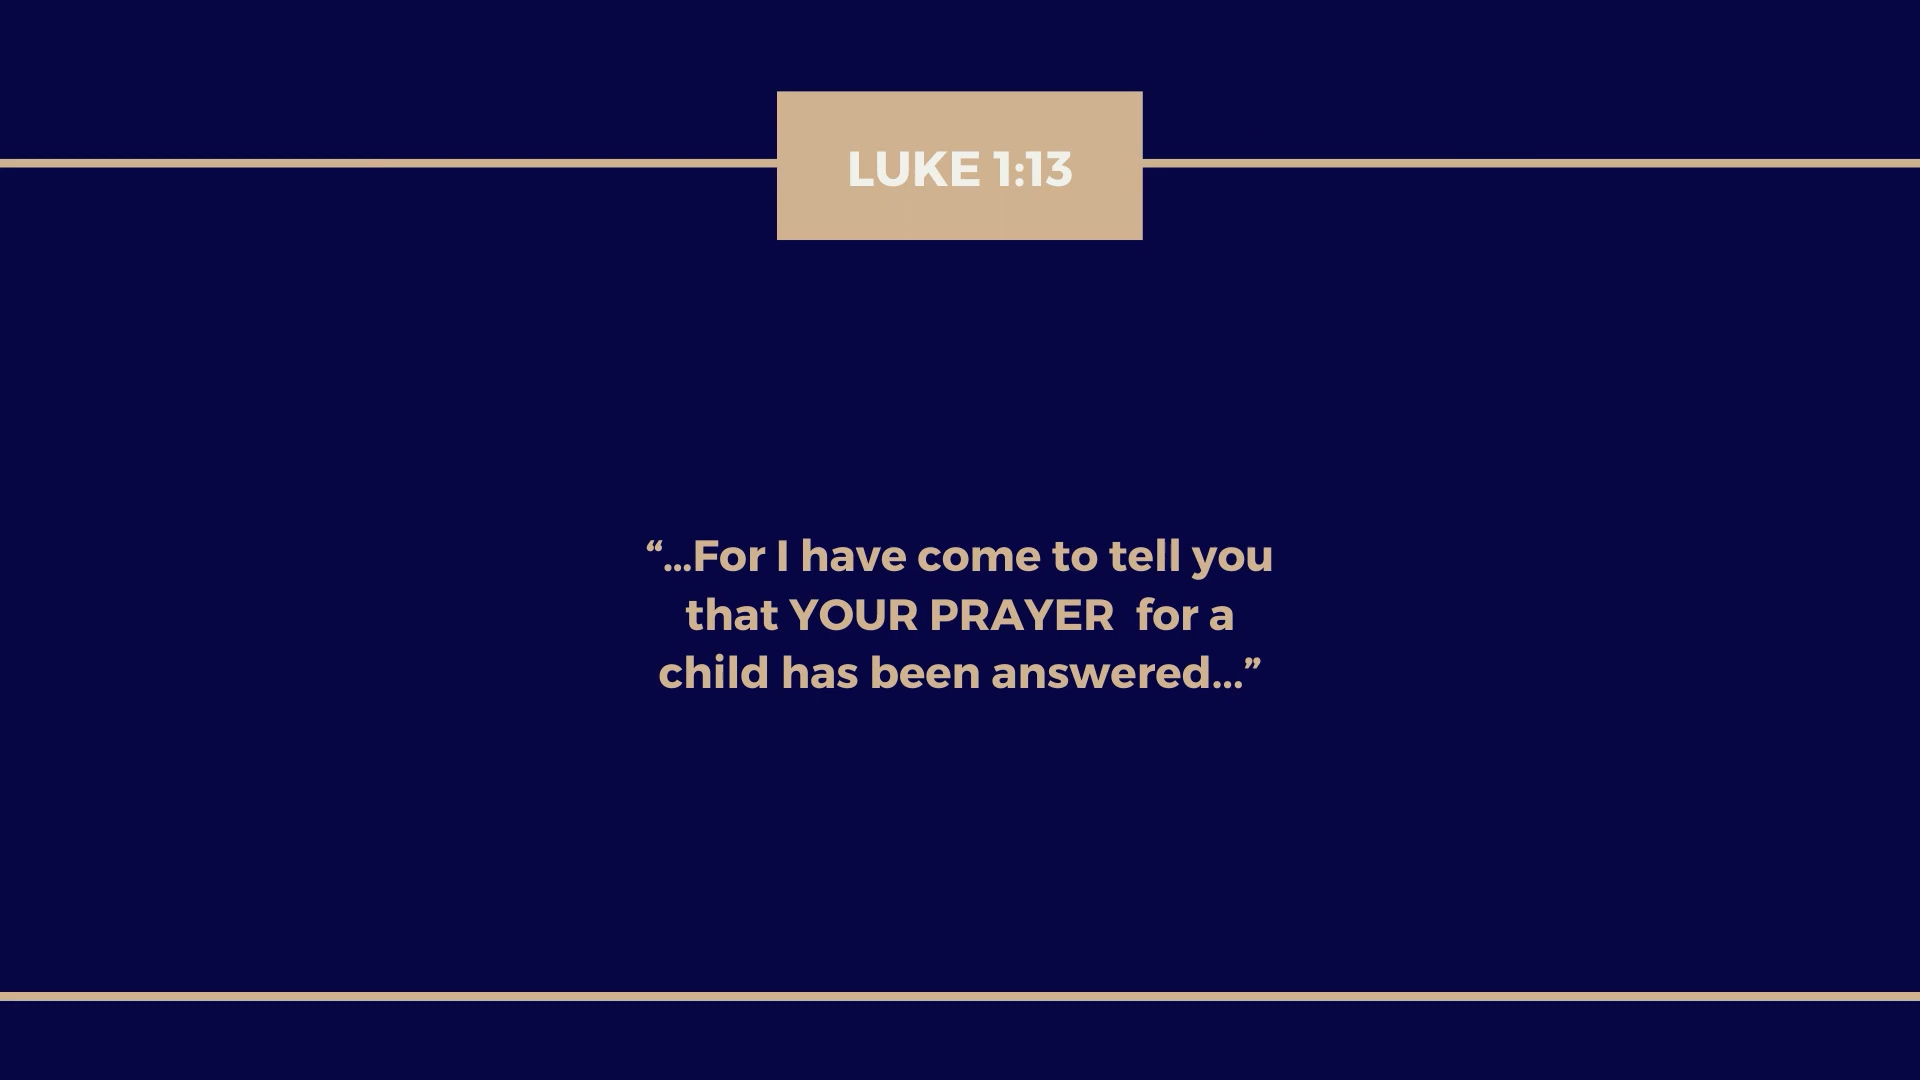 LUKE 1:13
“...For I have come to tell you
that YOUR PRAYER  for a
child has been answered...”